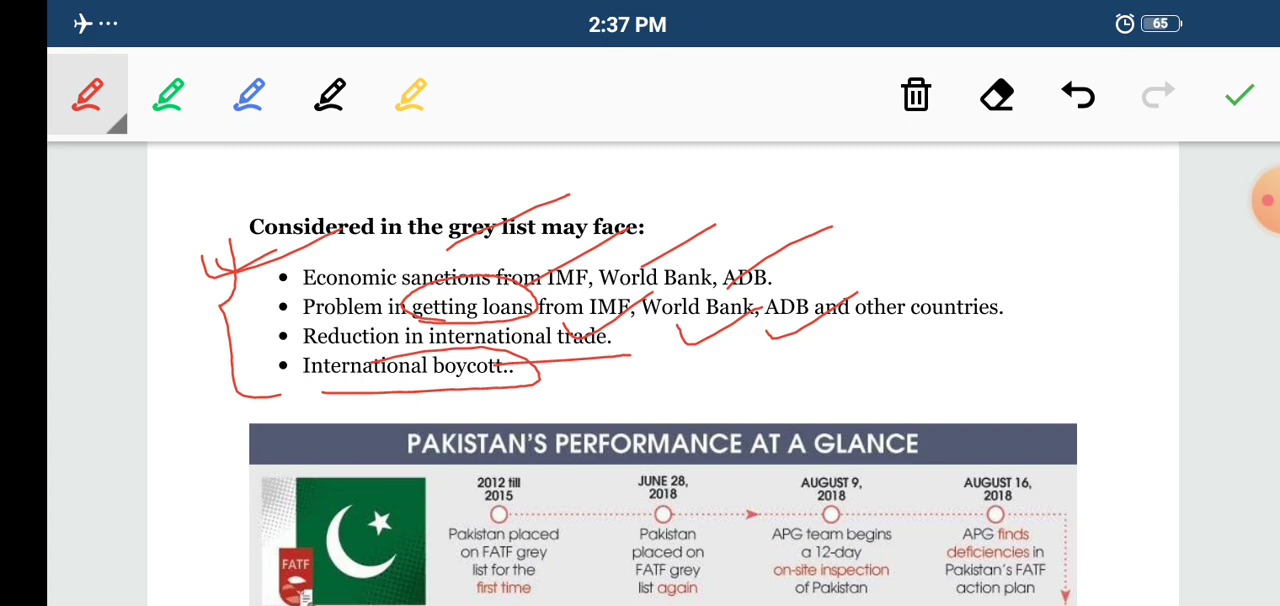 2:37 PM
65
Considered in the grey list may face:
• Economic sanctions from IMF, World Bank, ADB.
• Problem in getting loans from IMF, World Bank, ADB and other countries.
• Reduction in international trade.
• International boycott..
PAKISTAN'S PERFORMANCE AT A GLANCE
2012 till
2015
Pakistan placed
on FATF grey
list for the
first time
JUNE 28,
2018
Pakistan
placed on
FATF grey
list again
AUGUST 9,
2018
APG team begins
a 12-day
on-site inspection
of Pakistan
AUGUST 16,
2018
APG finds
deficiencies in
Pakistan's FATF
action plan
FATF